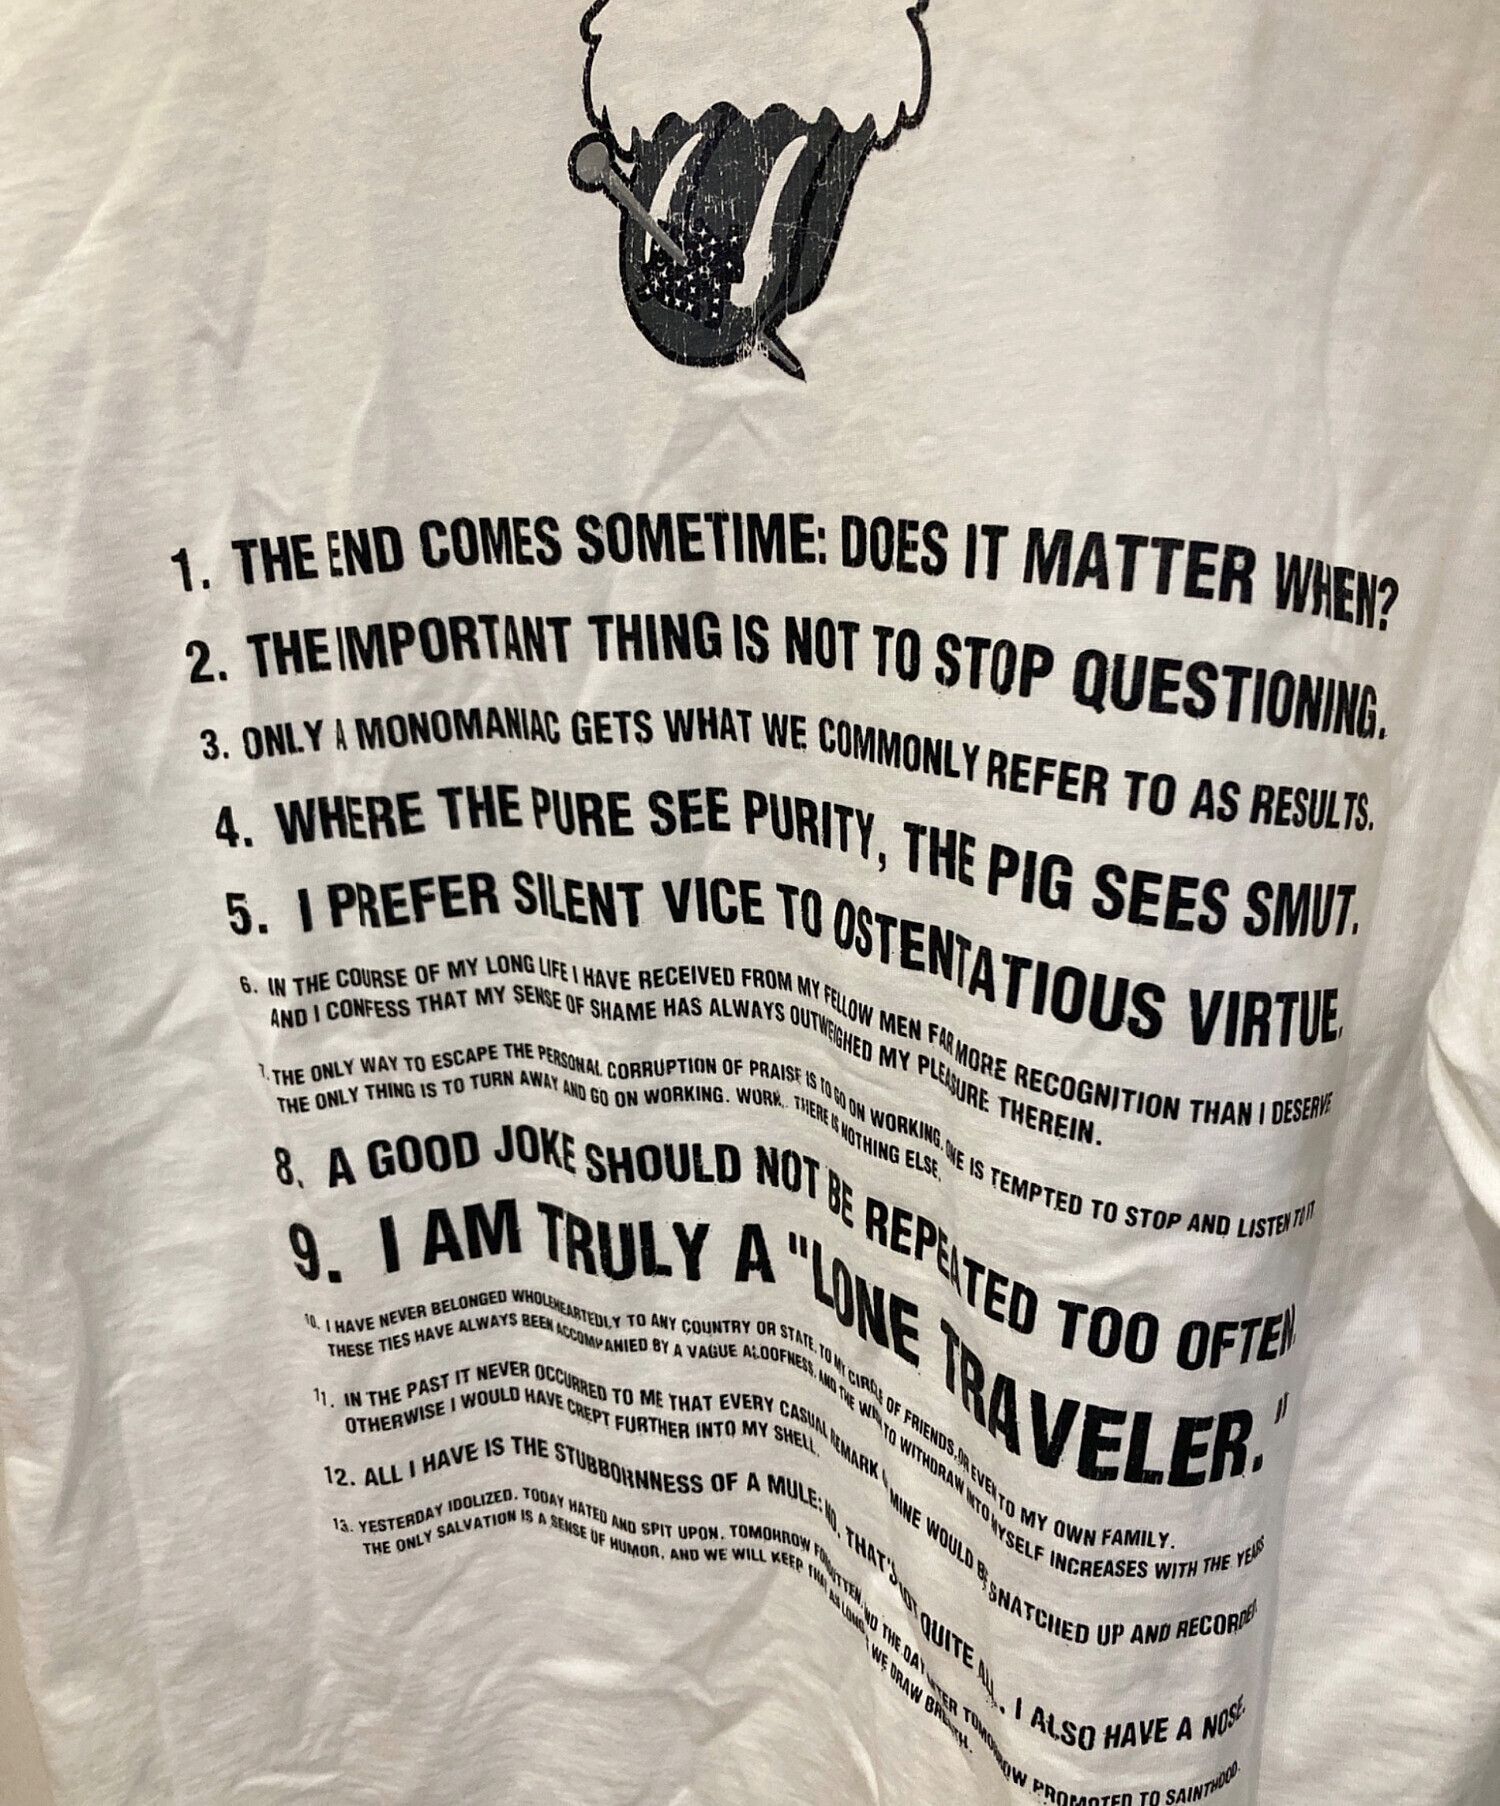 1. THE END COMES SOMETIME: DOES IT MATTER WHEN?
2. THE IMPORTANT THING IS NOT TO STOP QUESTIONING.
3. ONLY A MONOMANIAC GETS WHAT WE COMMONLY REFER TO AS RESULTS.
4. WHERE THE PURE SEE PURITY, THE PIG SEES SMUT.
5. I PREFER SILENT VICE TO OSTENTATIOUS VIRTUE.
6. IN THE COURSE OF MY LONG LIFE I HAVE RECEIVED FROM MY FELLOW MEN FAR MORE RECOGNITION THAN I DESERVE
AND I CONFESS THAT MY SENSE OF SHAME HAS ALWAYS OUTWEIGHED MY PLEASURE THEREIN.
7. THE ONLY WAY TO ESCAPE THE PERSONAL CORRUPTION OF PRAISE IS TO GO ON WORKING. ONE IS TEMPTED TO STOP AND LISTEN TO IT
THE ONLY THING IS TO TURN AWAY AND GO ON WORKING. WORK. THERE IS NOTHING ELSE.
8. A GOOD JOKE SHOULD NOT BE REPEATED TOO OFTEN.
9. I AM TRULY A "LONE TRAVELER."
10. I HAVE NEVER BELONGED WHOLEHEARTEDLY TO ANY COUNTRY OR STATE, TO MY CIRCLE OF FRIENDS, OR EVEN TO MY OWN FAMILY.
THESE TIES HAVE ALWAYS BEEN ACCOMPANIED BY A VAGUE ALOOFNESS, AND THE WISH TO WITHDRAW INTO MYSELF INCREASES WITH THE YEARS
11. IN THE PAST IT NEVER OCCURRED TO ME THAT EVERY CASUAL REMARK MINE WOULD BE SNATCHED UP AND RECORDED.
OTHERWISE I WOULD HAVE CREPT FURTHER INTO MY SHELL.
12. ALL I HAVE IS THE STUBBORNNESS OF A MULE: NO, THAT'S NOT QUITE ALL. I ALSO HAVE A NOSE.
13. YESTERDAY IDOLIZED, TODAY HATED AND SPIT UPON, TOMORROW FORGOTTEN, AND THE DAY AFTER TOMORROW PROMOTED TO SAINTHOOD.
THE ONLY SALVATION IS A SENSE OF HUMOR, AND WE WILL KEEP THAT AS LONG WE DRAW BREATH.